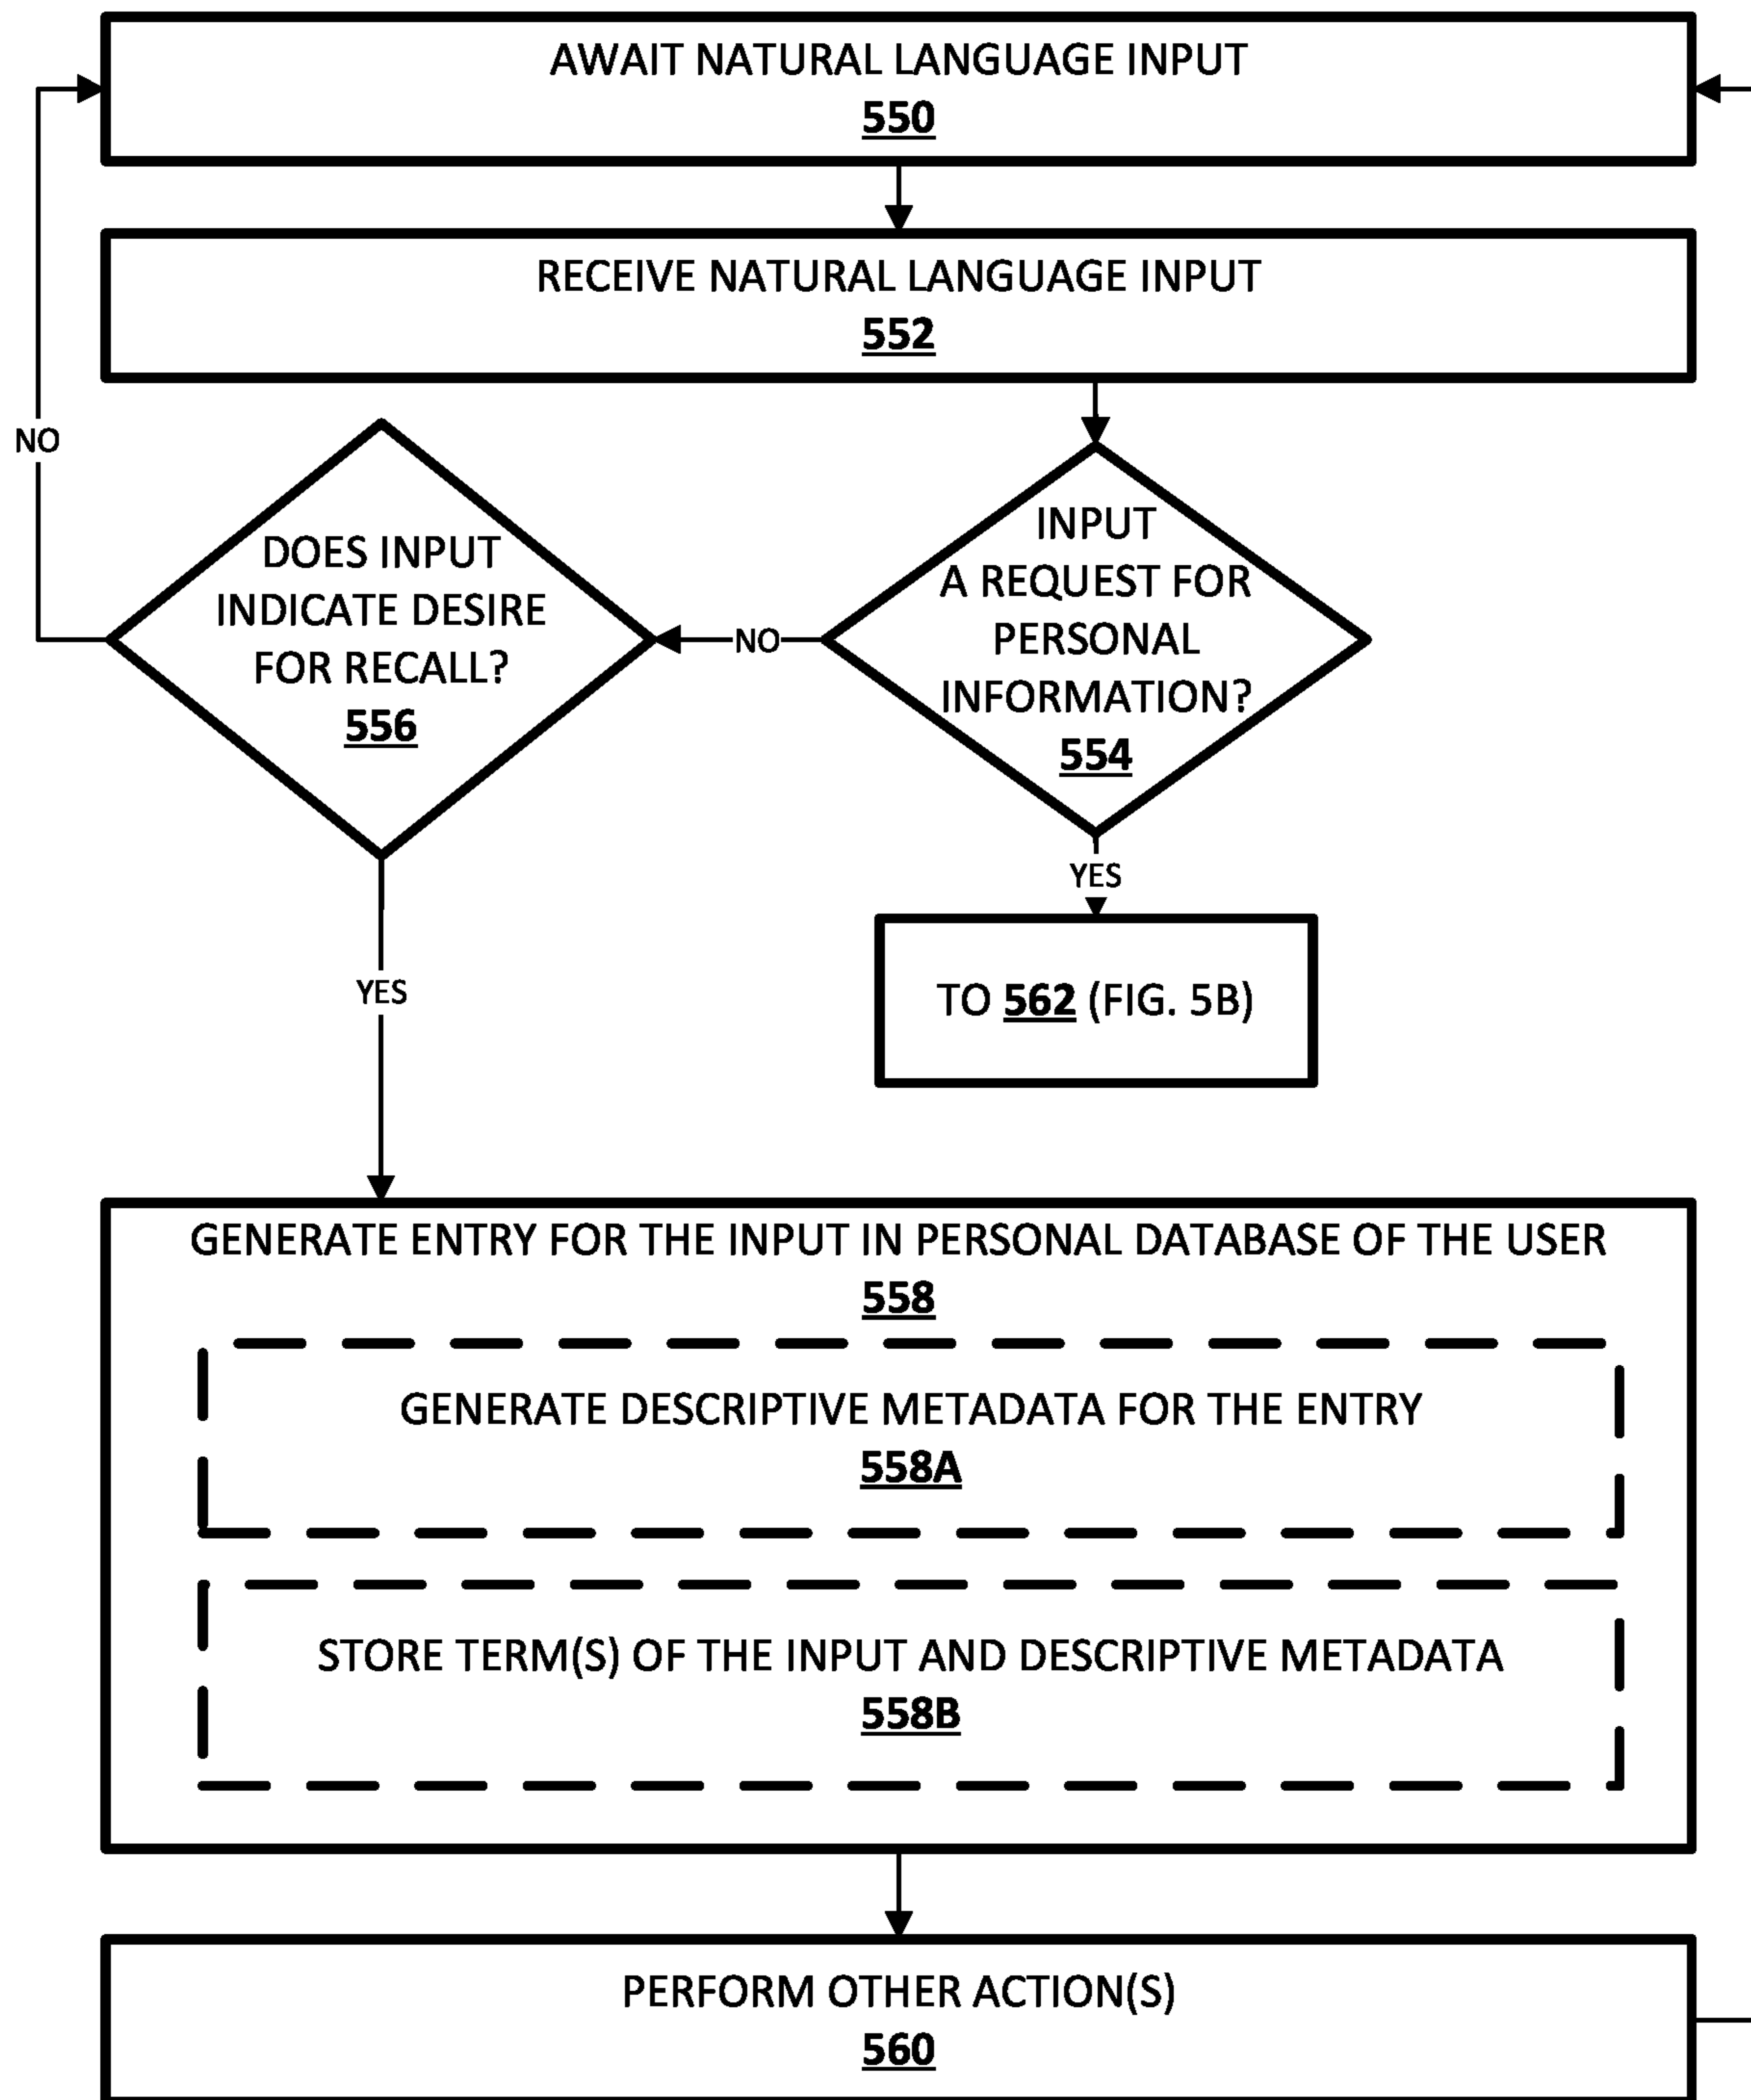 AWAIT NATURAL LANGUAGE INPUT
550
RECEIVE NATURAL LANGUAGE INPUT
552
NO
DOES INPUT
INDICATE DESIRE
FOR RECALL?
556
NO
INPUT
A REQUEST FOR
PERSONAL
INFORMATION?
554
YES
TO 562 (FIG. 5B)
YES
GENERATE ENTRY FOR THE INPUT IN PERSONAL DATABASE OF THE USER
558
GENERATE DESCRIPTIVE METADATA FOR THE ENTRY
558A
STORE TERM(S) OF THE INPUT AND DESCRIPTIVE METADATA
558B
PERFORM OTHER ACTION(S)
560